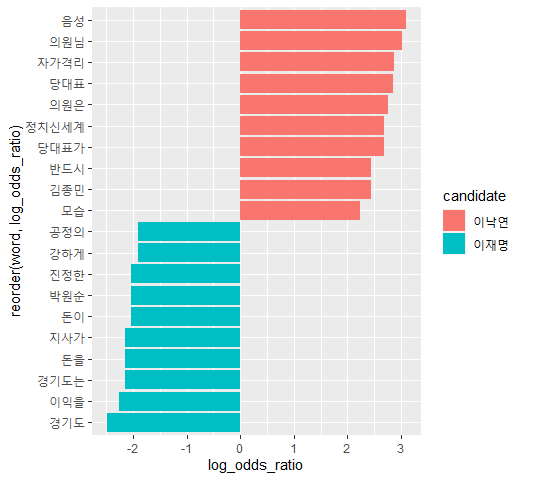 음성
의원님
자가격리
당대표
의원은
정치신세계
당대표가
반드시
김종민
모습
공정의
강하게
진정한
박원순
돈이
지사가
돈을
경기도는
이익을
경기도
reorder(word, log_odds_ratio)
-2 -1 0 1 2 3
log_odds_ratio
candidate
이낙연
이재명